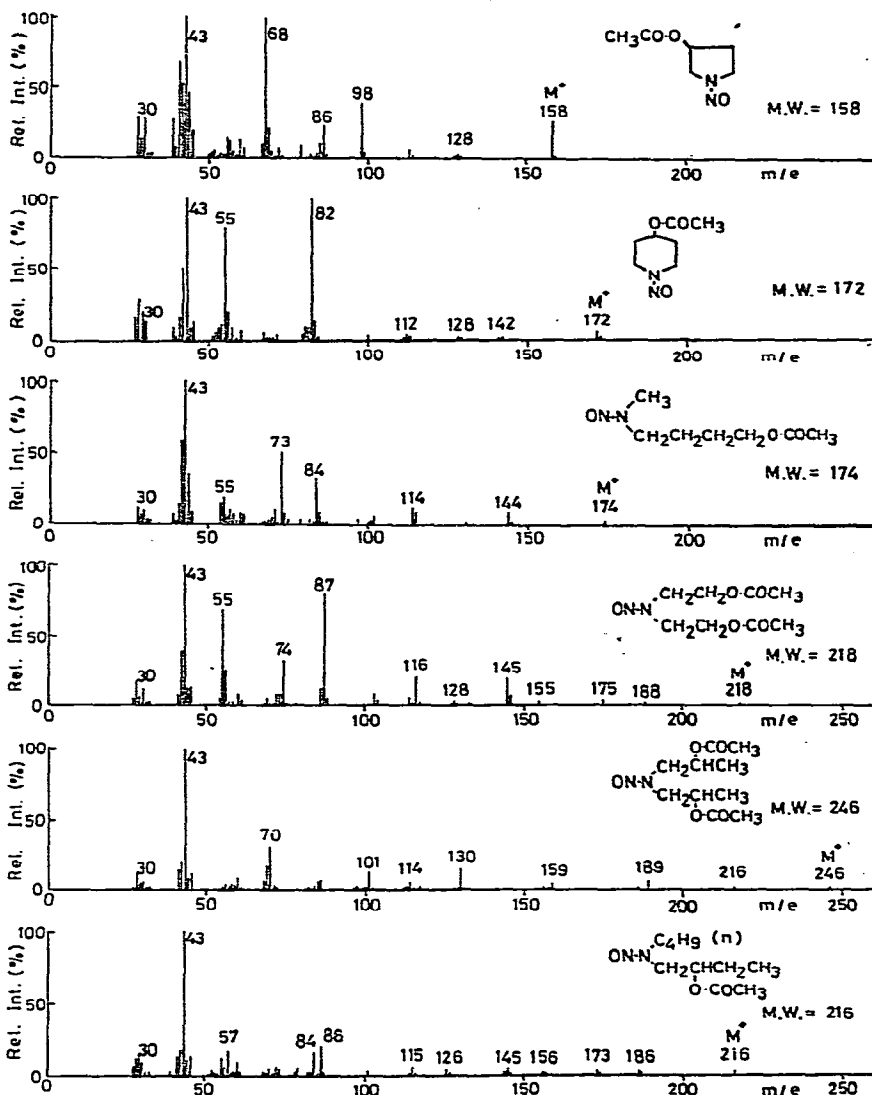 Rel. Int. (%)
100
50
0
43
68
30
86
98
128
M+
158
CH3CO-O
N
NO
M.W. = 158
50
100
150
200
m/e
Rel. Int. (%)
100
50
0
43
55
82
30
112
128
142
M+
172
O-COCH3
N
NO
M.W. = 172
50
100
150
200
m/e
Rel. Int. (%)
100
50
0
43
73
30
55
84
114
144
M+
174
CH3
ON-N
CH2CH2CH2CH2O-COCH3
M.W. = 174
50
100
150
200
m/e
Rel. Int. (%)
100
50
0
43
55
87
30
74
116
128
145
155
175
188
M+
218
CH2CH2O-COCH3
ON-N
CH2CH2O-COCH3
M.W. = 218
50
100
150
200
250
m/e
Rel. Int. (%)
100
50
0
43
30
70
101
114
130
159
189
216
M+
246
O-COCH3
CH2CHCH3
ON-N
CH2CHCH3
O-COCH3
M.W. = 246
50
100
150
200
250
m/e
Rel. Int. (%)
100
50
0
43
30
57
84
86
115
126
145
156
173
186
M+
216
C4H9 (n)
ON-N
CH2CHCH2CH3
O-COCH3
M.W. = 216
50
100
150
200
250
m/e